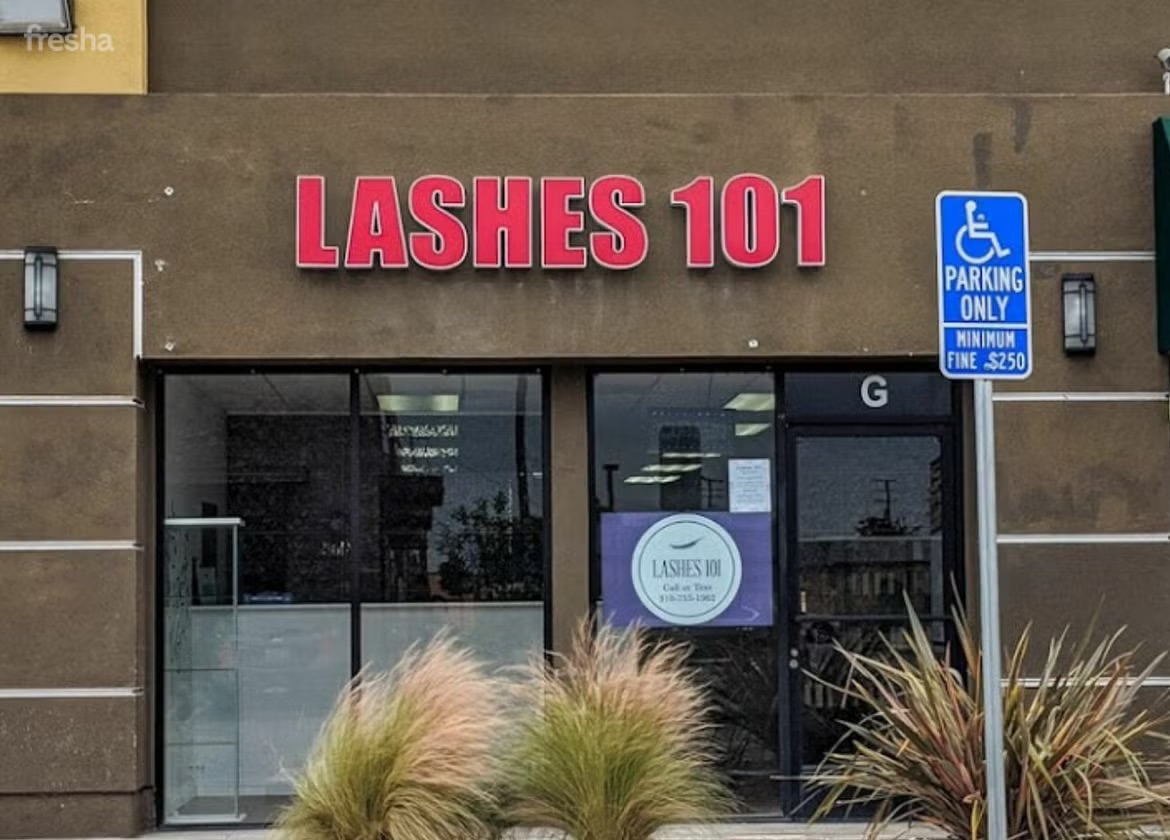 fresha
LASHES 101
PARKING
ONLY
MINIMUM
FINE $250
G
LASHES 101
Call or Text